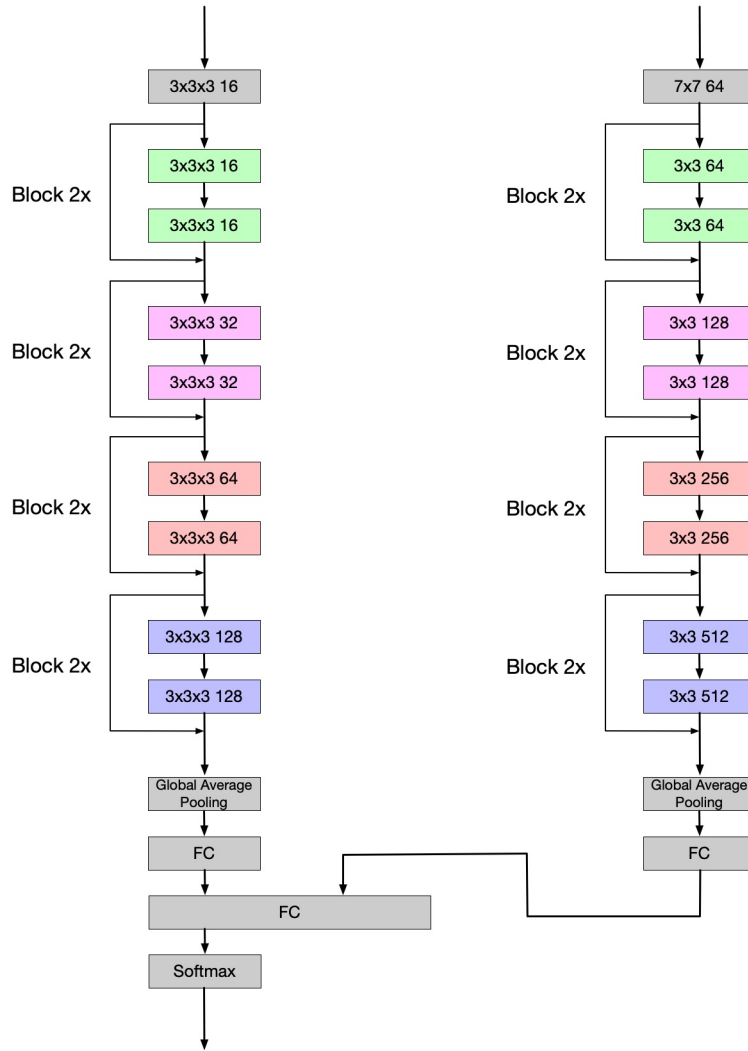 3x3x3 16
Block 2x
3x3x3 16
3x3x3 16
Block 2x
3x3x3 32
3x3x3 32
Block 2x
3x3x3 64
3x3x3 64
Block 2x
3x3x3 128
3x3x3 128
Global Average
Pooling
FC
FC
Softmax
7x7 64
Block 2x
3x3 64
3x3 64
Block 2x
3x3 128
3x3 128
Block 2x
3x3 256
3x3 256
Block 2x
3x3 512
3x3 512
Global Average
Pooling
FC